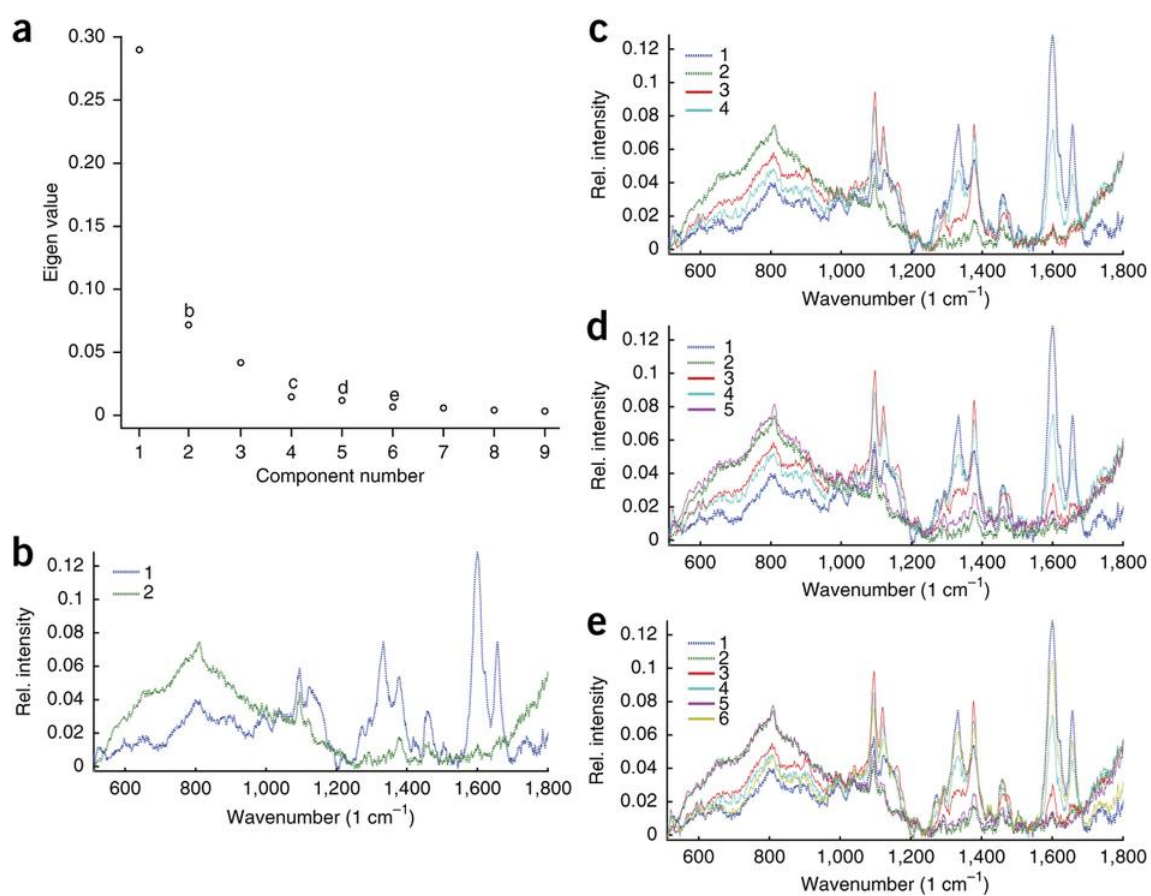 a
0.30
0.25
0.20
0.15
0.10
0.05
0
Eigen value
b
c
d
e
1 2 3 4 5 6 7 8 9
Component number
b
0.12
0.1
0.08
0.06
0.04
0.02
0
Rel. intensity
1
2
600 800 1,000 1,200 1,400 1,600 1,800
Wavenumber (1 cm⁻¹)
c
0.12
0.1
0.08
0.06
0.04
0.02
0
Rel. intensity
1
2
3
4
600 800 1,000 1,200 1,400 1,600 1,800
Wavenumber (1 cm⁻¹)
d
0.12
0.1
0.08
0.06
0.04
0.02
0
Rel. intensity
1
2
3
4
5
600 800 1,000 1,200 1,400 1,600 1,800
Wavenumber (1 cm⁻¹)
e
0.12
0.1
0.08
0.06
0.04
0.02
0
Rel. intensity
1
2
3
4
5
6
600 800 1,000 1,200 1,400 1,600 1,800
Wavenumber (1 cm⁻¹)